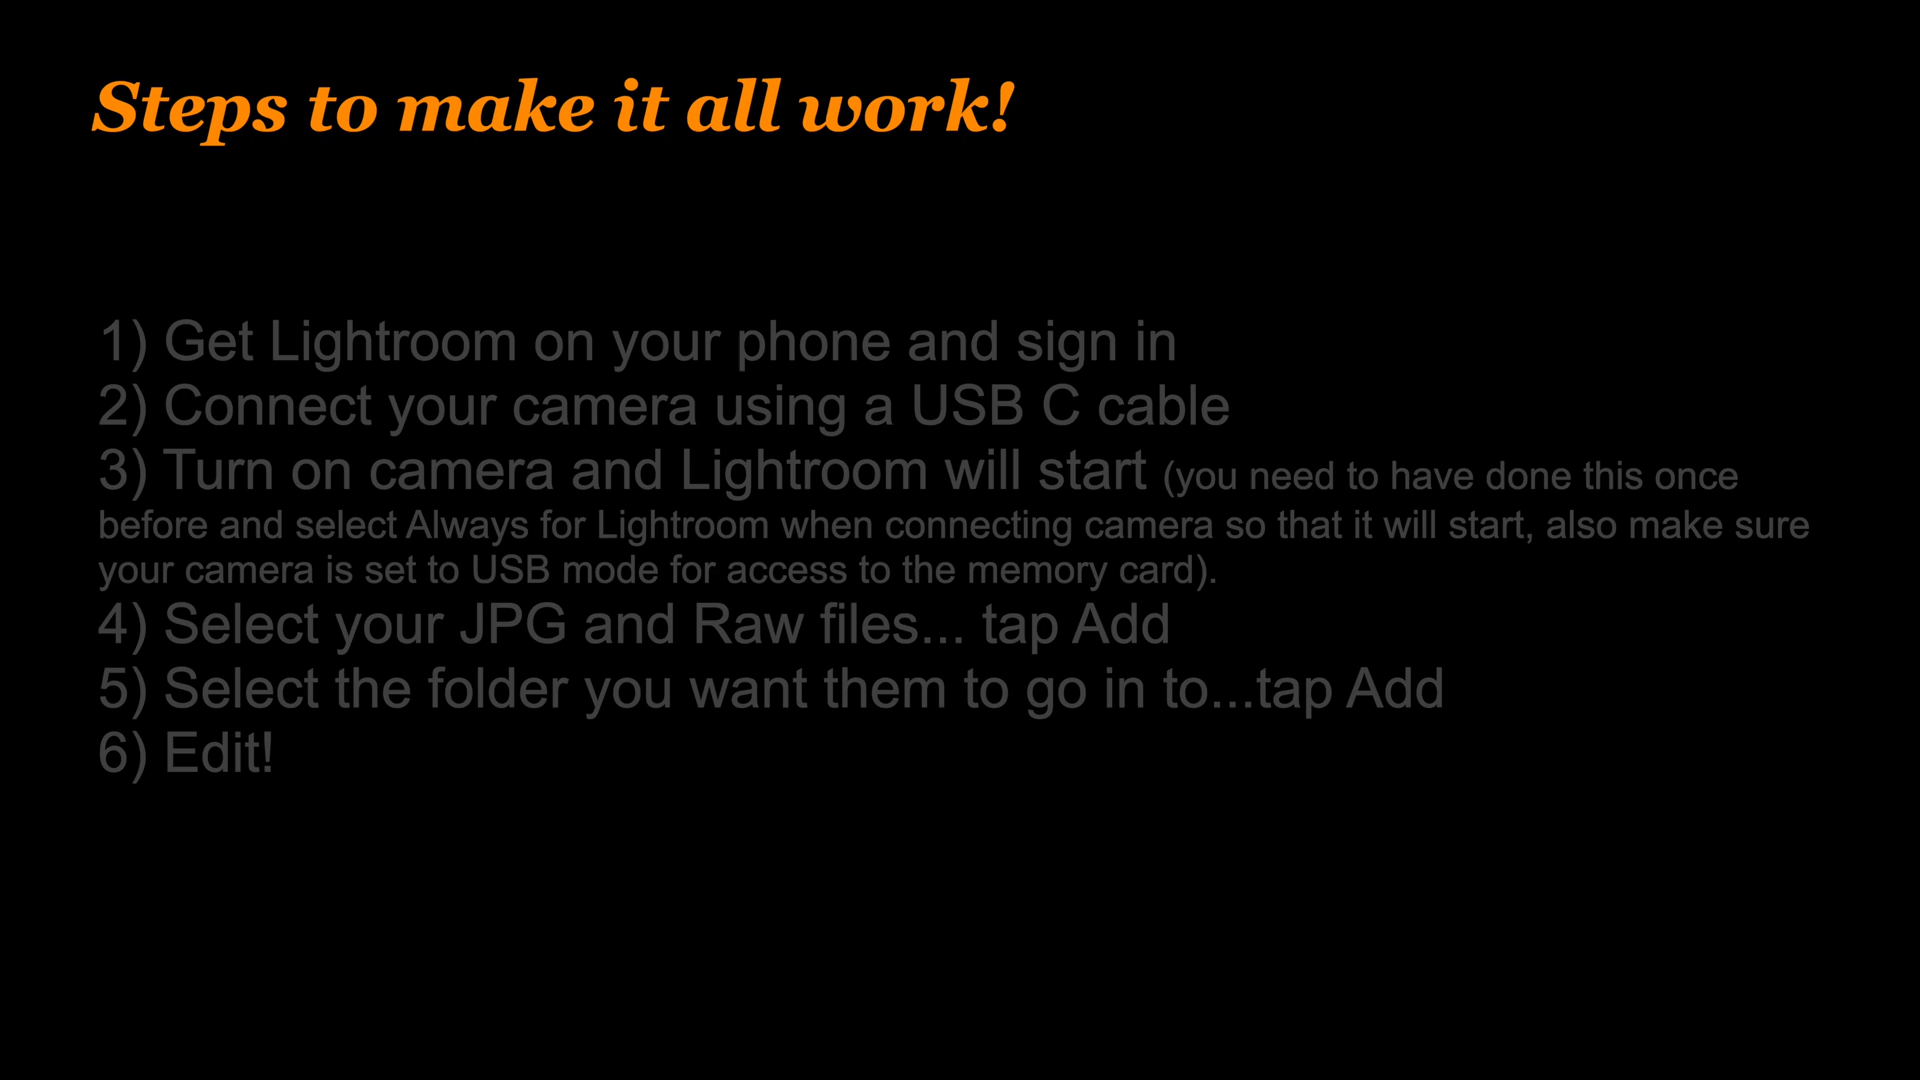 Steps to make it all work!
1) Get Lightroom on your phone and sign in
2) Connect your camera using a USB C cable
3) Turn on camera and Lightroom will start (you need to have done this once
before and select Always for Lightroom when connecting camera so that it will start, also make sure
your camera is set to USB mode for access to the memory card).
4) Select your JPG and Raw files... tap Add
5) Select the folder you want them to go in to...tap Add
6) Edit!